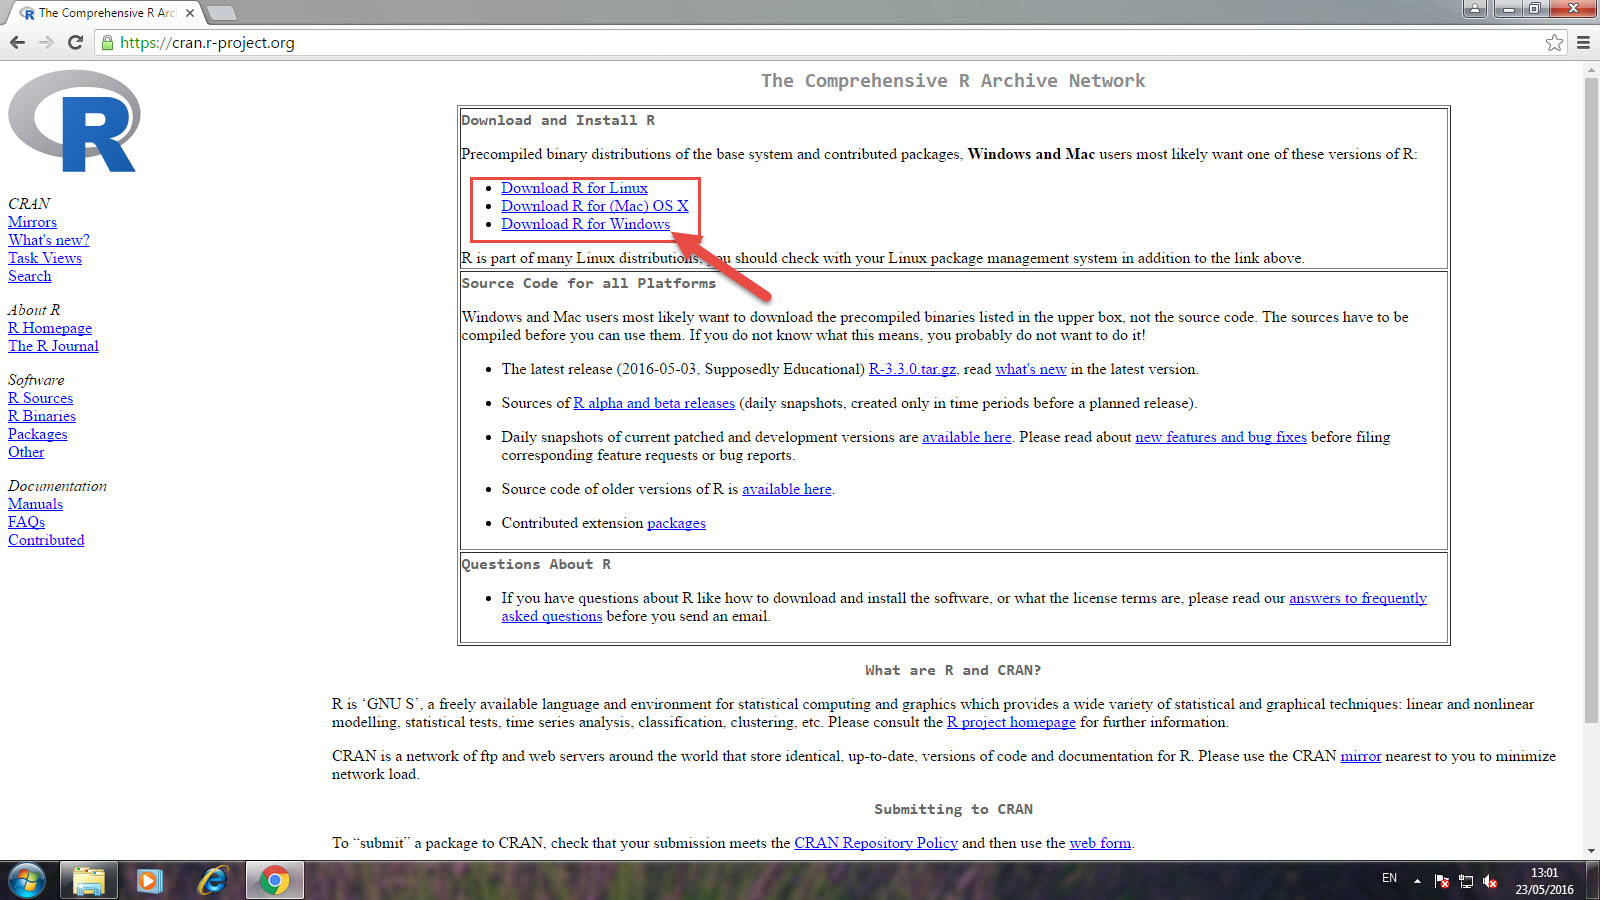 The Comprehensive R Arc
https://cran.r-project.org
R
CRAN
Mirrors
What's new?
Task Views
Search
About R
R Homepage
The R Journal
Software
R Sources
R Binaries
Packages
Other
Documentation
Manuals
FAQs
Contributed
The Comprehensive R Archive Network
Download and Install R
Precompiled binary distributions of the base system and contributed packages, Windows and Mac users most likely want one of these versions of R:
Download R for Linux
Download R for (Mac) OS X
Download R for Windows
R is part of many Linux distributions, you should check with your Linux package management system in addition to the link above.
Source Code for all Platforms
Windows and Mac users most likely want to download the precompiled binaries listed in the upper box, not the source code. The sources have to be
compiled before you can use them. If you do not know what this means, you probably do not want to do it!
The latest release (2016-05-03, Supposedly Educational) R-3.3.0.tar.gz, read what's new in the latest version.
Sources of R alpha and beta releases (daily snapshots, created only in time periods before a planned release).
Daily snapshots of current patched and development versions are available here. Please read about new features and bug fixes before filing
corresponding feature requests or bug reports.
Source code of older versions of R is available here.
Contributed extension packages
Questions About R
If you have questions about R like how to download and install the software, or what the license terms are, please read our answers to frequently
asked questions before you send an email.
What are R and CRAN?
R is ‘GNU S’, a freely available language and environment for statistical computing and graphics which provides a wide variety of statistical and graphical techniques: linear and nonlinear
modelling, statistical tests, time series analysis, classification, clustering, etc. Please consult the R project homepage for further information.
CRAN is a network of ftp and web servers around the world that store identical, up-to-date, versions of code and documentation for R. Please use the CRAN mirror nearest to you to minimize
network load.
Submitting to CRAN
To “submit” a package to CRAN, check that your submission meets the CRAN Repository Policy and then use the web form.
EN
13:01
23/05/2016